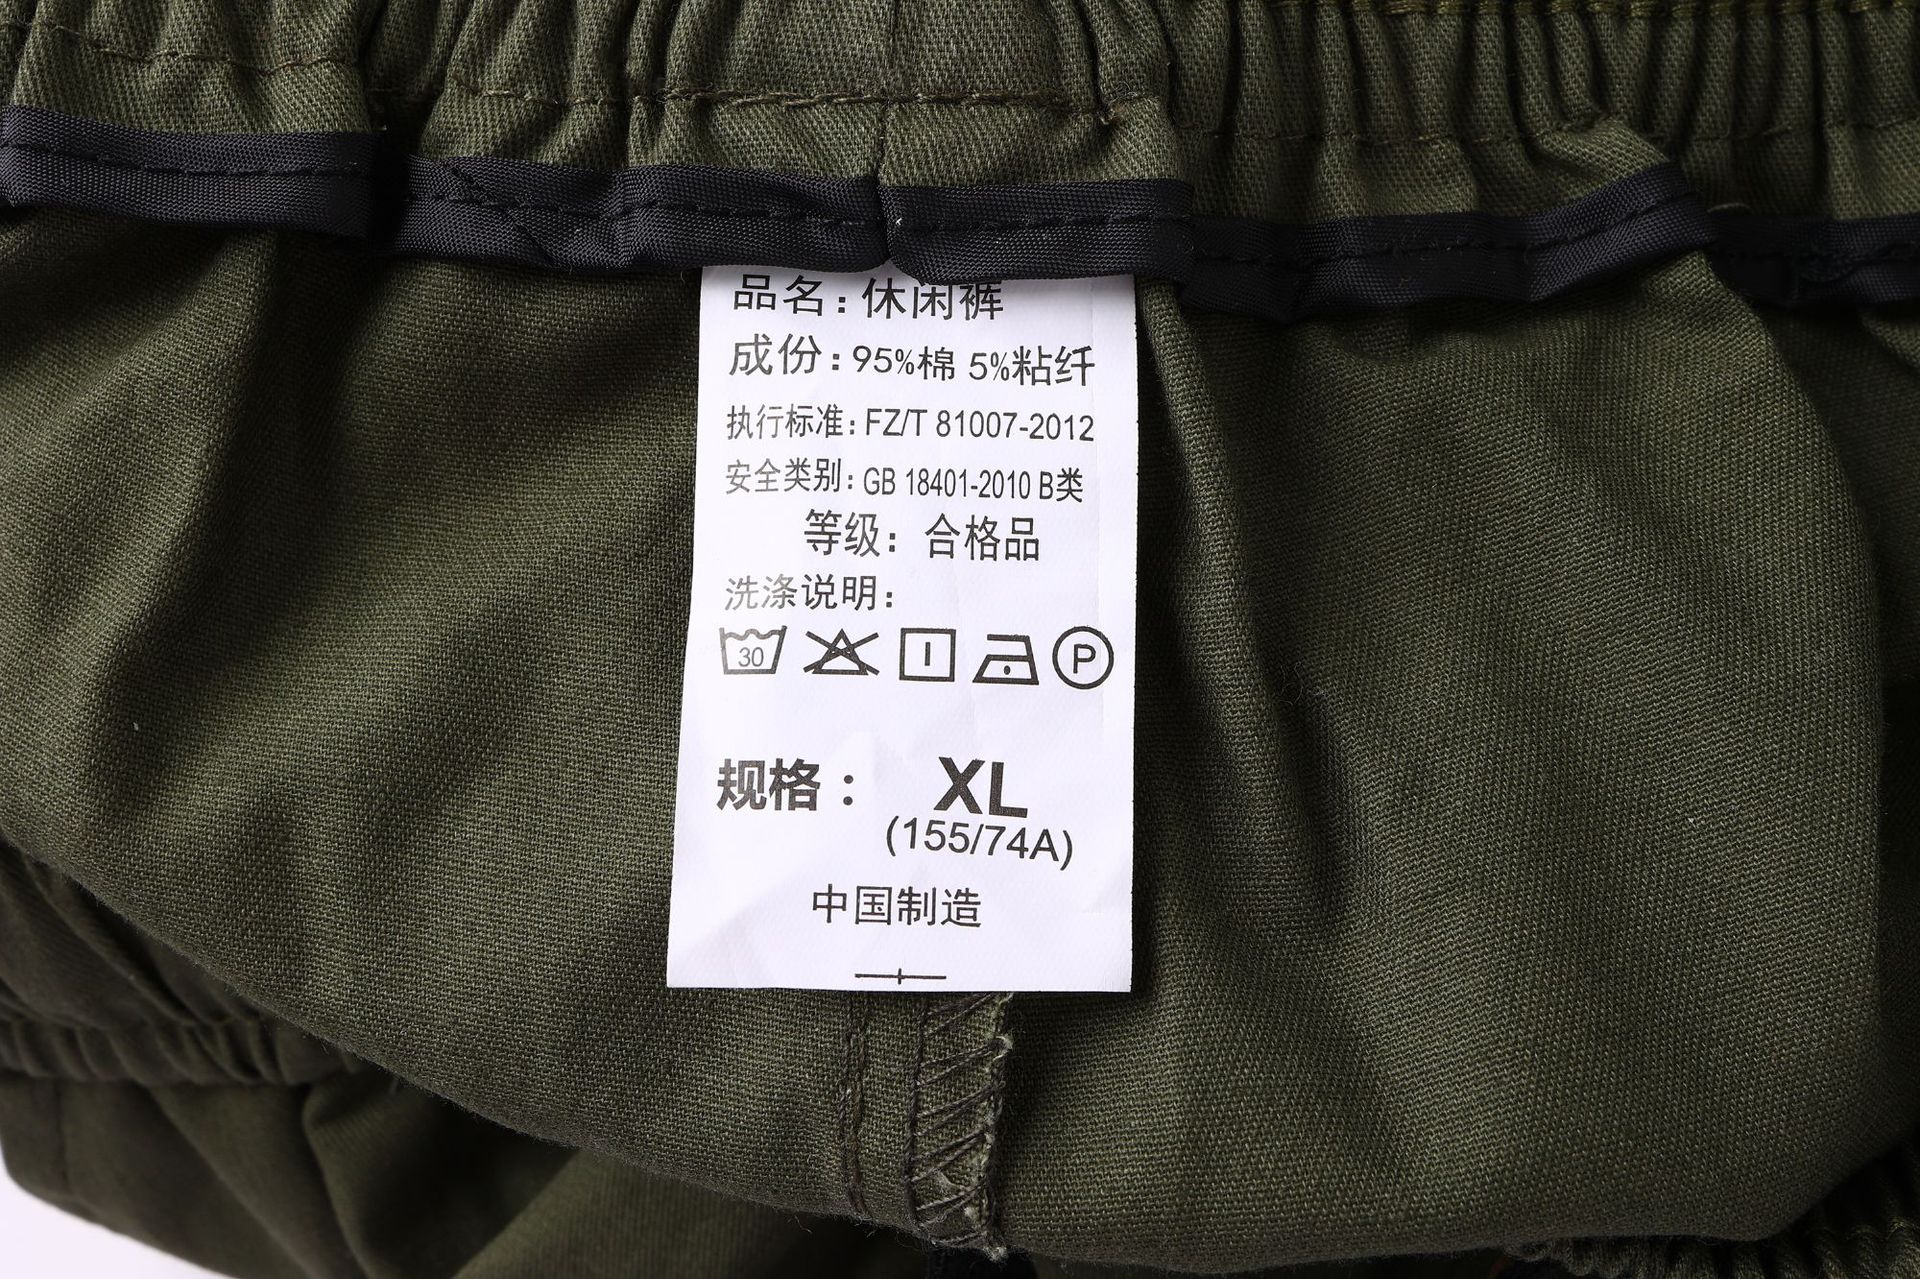 品名：休闲裤
成份：95%棉 5%粘纤
执行标准：FZ/T 81007-2012
安全类别：GB 18401-2010 B类
等级：合格品
洗涤说明：
30 P
规格：XL
(155/74A)
中国制造